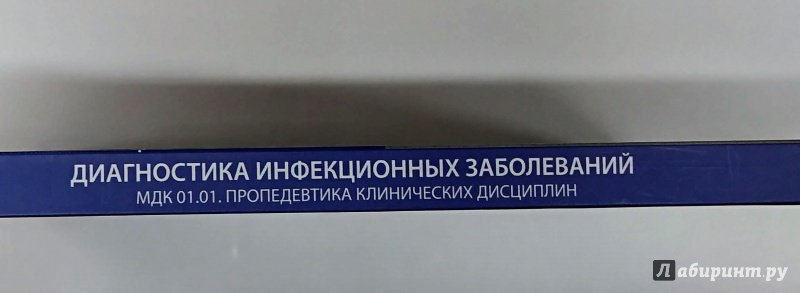 ДИАГНОСТИКА ИНФЕКЦИОННЫХ ЗАБОЛЕВАНИЙ
МДК 01.01. ПРОПЕДЕВТИКА КЛИНИЧЕСКИХ ДИСЦИПЛИН
Лабиринт.ру